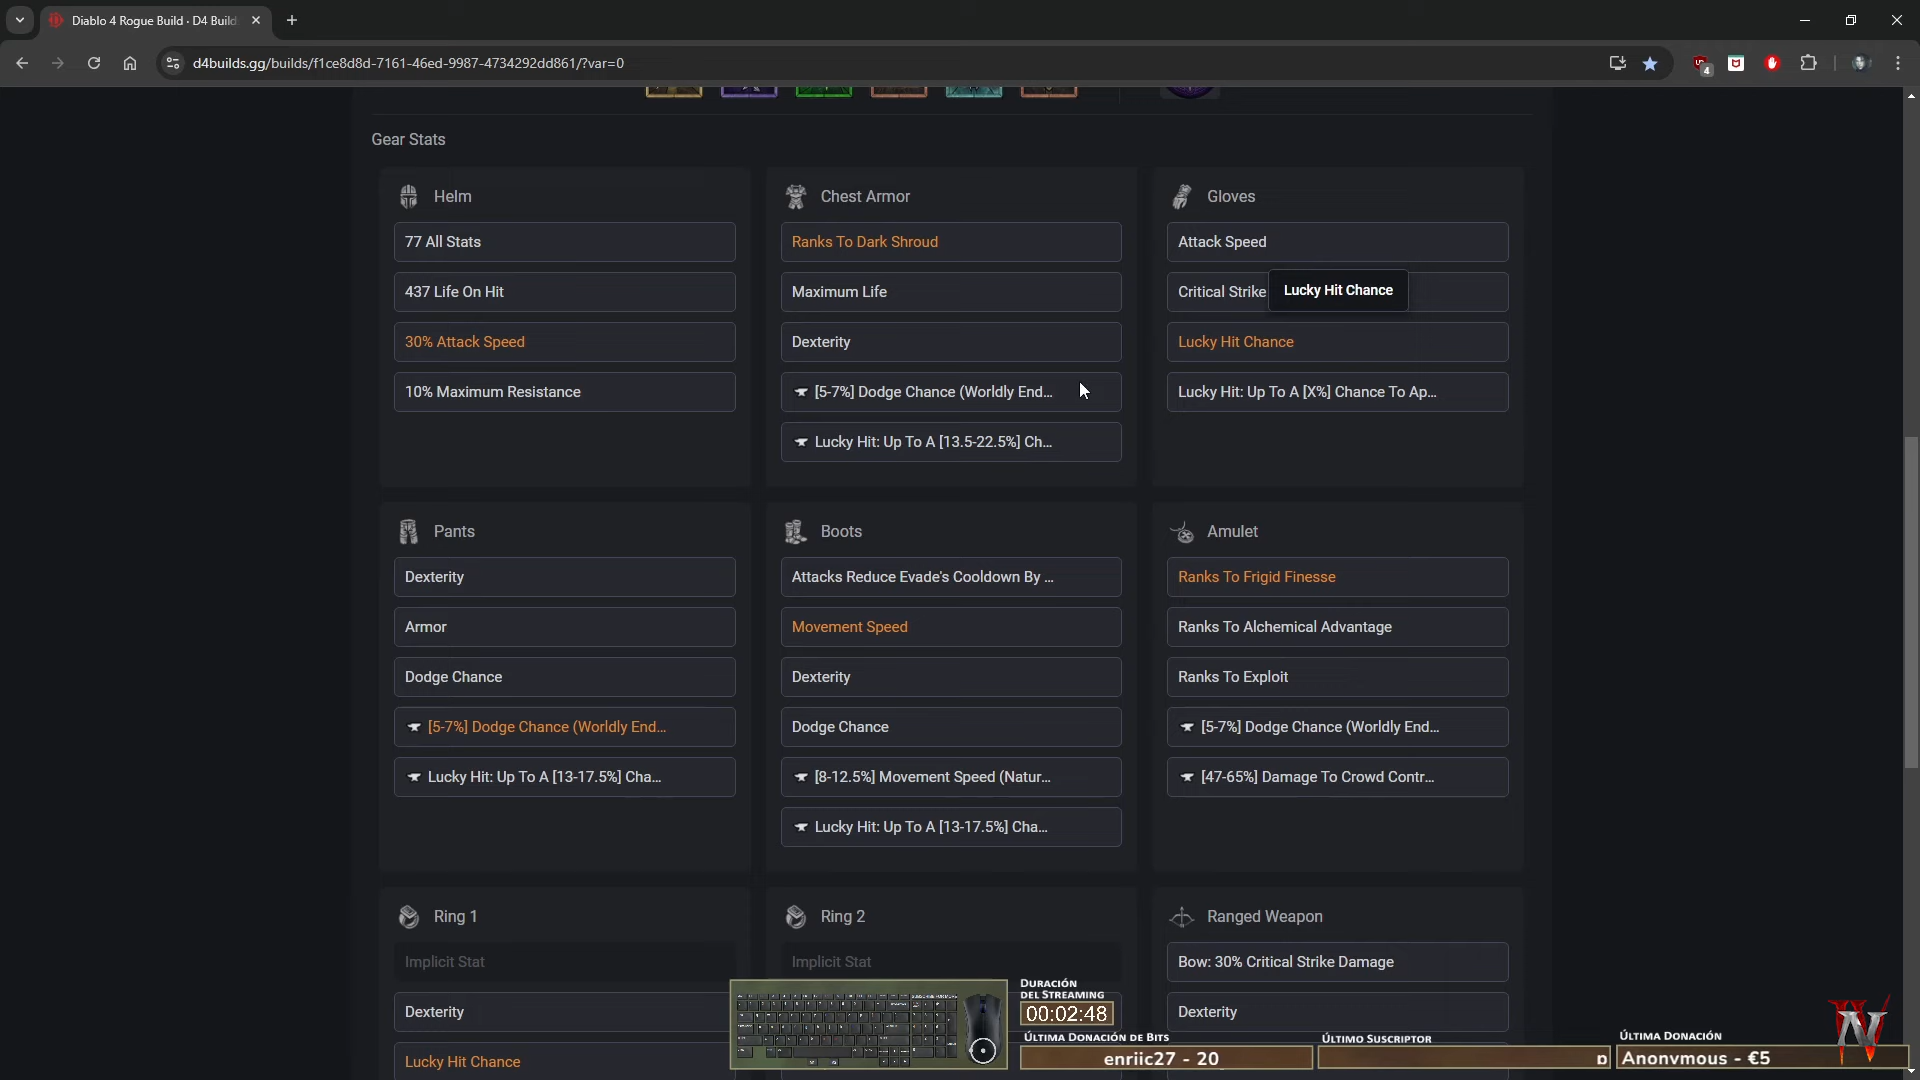 Diablo 4 Rogue Build · D4 Build
d4builds.gg/builds/f1ce8d8d-7161-46ed-9987-4734292dd861/?var=0
4
Gear Stats
Helm
77 All Stats
437 Life On Hit
30% Attack Speed
10% Maximum Resistance
Chest Armor
Ranks To Dark Shroud
Maximum Life
Dexterity
[5-7%] Dodge Chance (Worldly End...
Lucky Hit: Up To A [13.5-22.5%] Ch...
Gloves
Attack Speed
Critical Strike
Lucky Hit Chance
Lucky Hit Chance
Lucky Hit: Up To A [X%] Chance To Ap...
Pants
Dexterity
Armor
Dodge Chance
[5-7%] Dodge Chance (Worldly End...
Lucky Hit: Up To A [13-17.5%] Cha...
Boots
Attacks Reduce Evade's Cooldown By ...
Movement Speed
Dexterity
Dodge Chance
[8-12.5%] Movement Speed (Natur...
Lucky Hit: Up To A [13-17.5%] Cha...
Amulet
Ranks To Frigid Finesse
Ranks To Alchemical Advantage
Ranks To Exploit
[5-7%] Dodge Chance (Worldly End...
[47-65%] Damage To Crowd Contr...
Ring 1
Implicit Stat
Dexterity
Lucky Hit Chance
Ring 2
Implicit Stat
Ranged Weapon
Bow: 30% Critical Strike Damage
Dexterity
DURACIÓN
DEL STREAMING
00:02:48
ÚLTIMA DONACIÓN DE BITS
enriic27 - 20
ÚLTIMO SUSCRIPTOR
p
ÚLTIMA DONACIÓN
Anonymous - €5